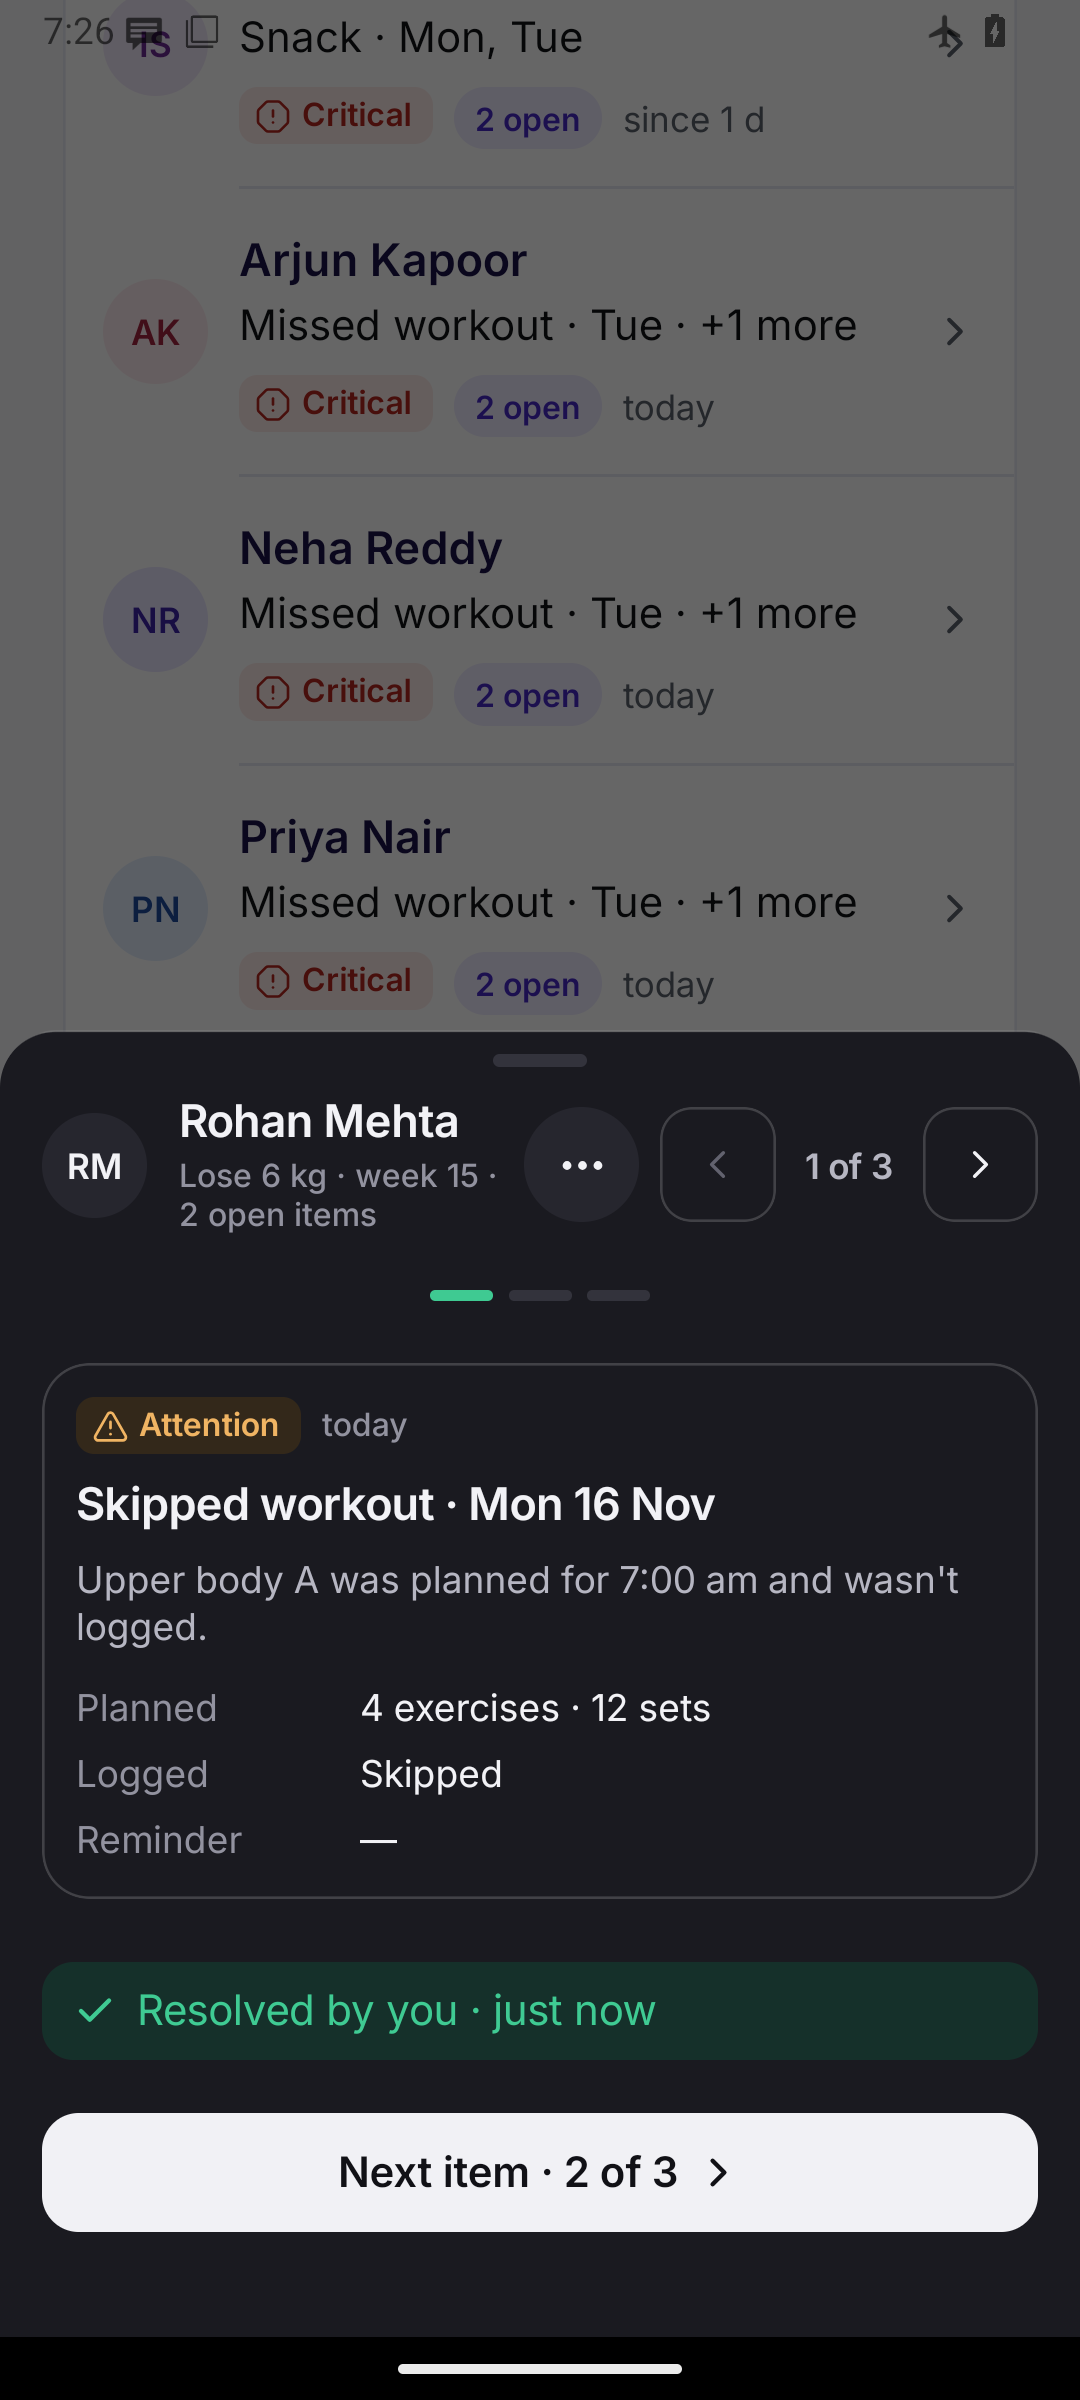 7:26
IS
Snack · Mon, Tue
Critical
2 open
since 1 d
Arjun Kapoor
AK
Missed workout · Tue · +1 more
Critical
2 open
today
Neha Reddy
NR
Missed workout · Tue · +1 more
Critical
2 open
today
Priya Nair
PN
Missed workout · Tue · +1 more
Critical
2 open
today
RM
Rohan Mehta
Lose 6 kg · week 15 ·
2 open items
1 of 3
Attention
today
Skipped workout · Mon 16 Nov
Upper body A was planned for 7:00 am and wasn't
logged.
Planned
4 exercises · 12 sets
Logged
Skipped
Reminder
—
Resolved by you · just now
Next item · 2 of 3